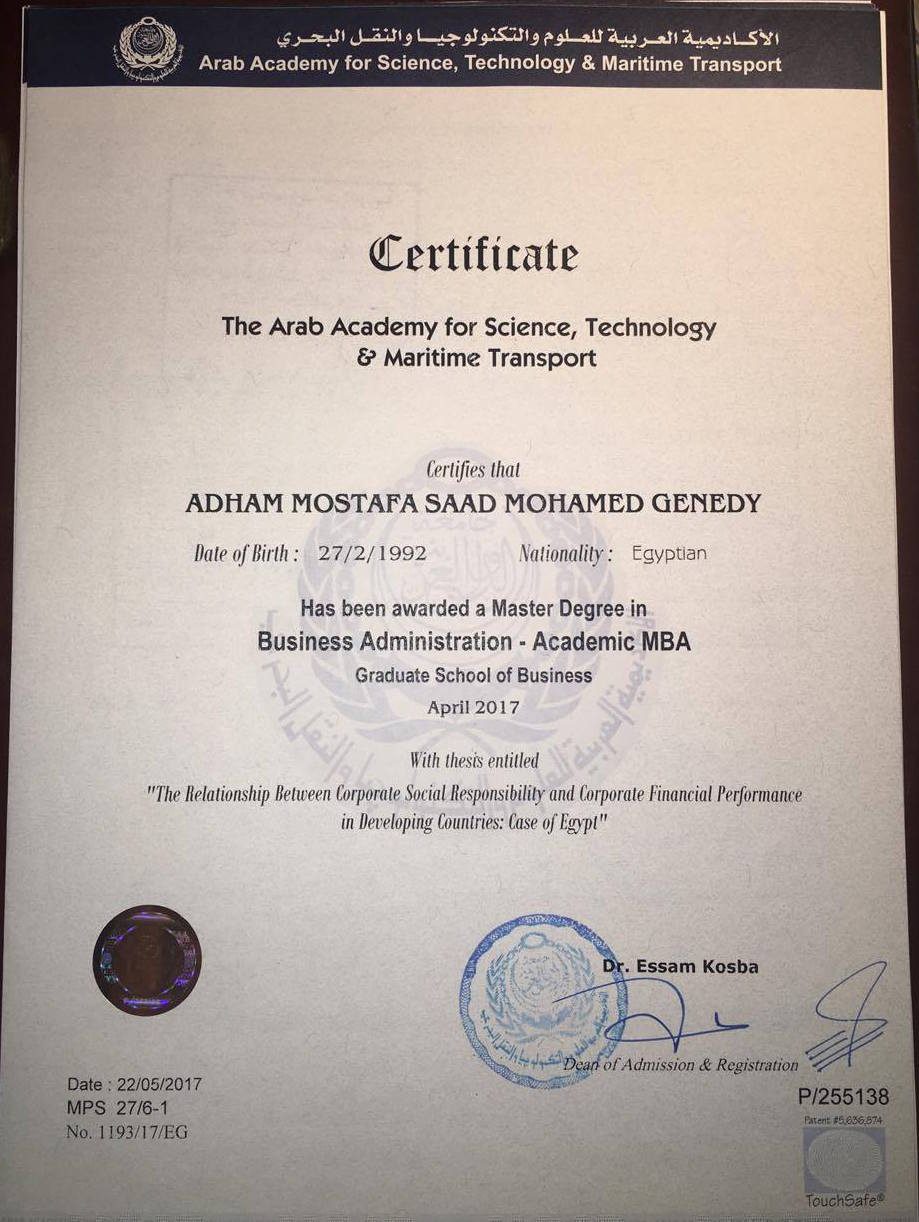 الأكاديمية العربية للعلوم والتكنولوجيا والنقل البحري
Arab Academy for Science, Technology & Maritime Transport
Certificate
The Arab Academy for Science, Technology
& Maritime Transport
Certifies that
ADHAM MOSTAFA SAAD MOHAMED GENEDY
Date of Birth : 27/2/1992 Nationality : Egyptian
Has been awarded a Master Degree in
Business Administration - Academic MBA
Graduate School of Business
April 2017
With thesis entitled
"The Relationship Between Corporate Social Responsibility and Corporate Financial Performance
in Developing Countries: Case of Egypt"
Dr. Essam Kosba
Dean of Admission & Registration
Date : 22/05/2017
MPS 27/6-1
No. 1193/17/EG
P/255138
Patent #5,636,874
TouchSafe®